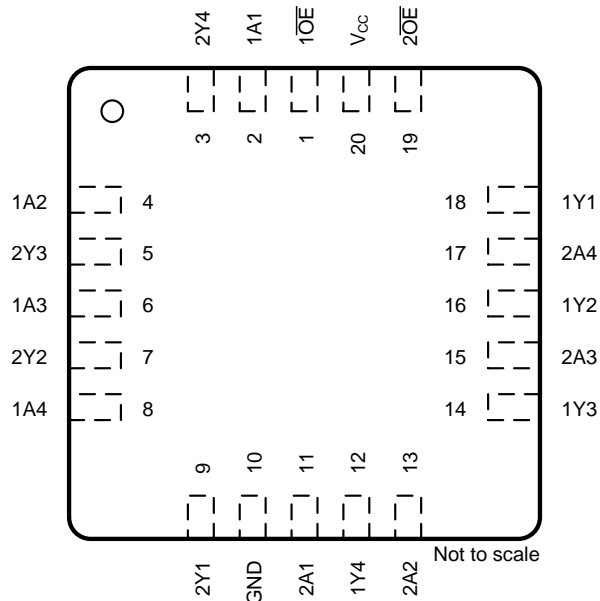 2Y4 1A1 1O̅E̅ Vcc 2O̅E̅
3 2 1 20 19
1A2 4 18 1Y1
2Y3 5 17 2A4
1A3 6 16 1Y2
2Y2 7 15 2A3
1A4 8 14 1Y3
9 10 11 12 13
2Y1 GND 2A1 1Y4 2A2
Not to scale